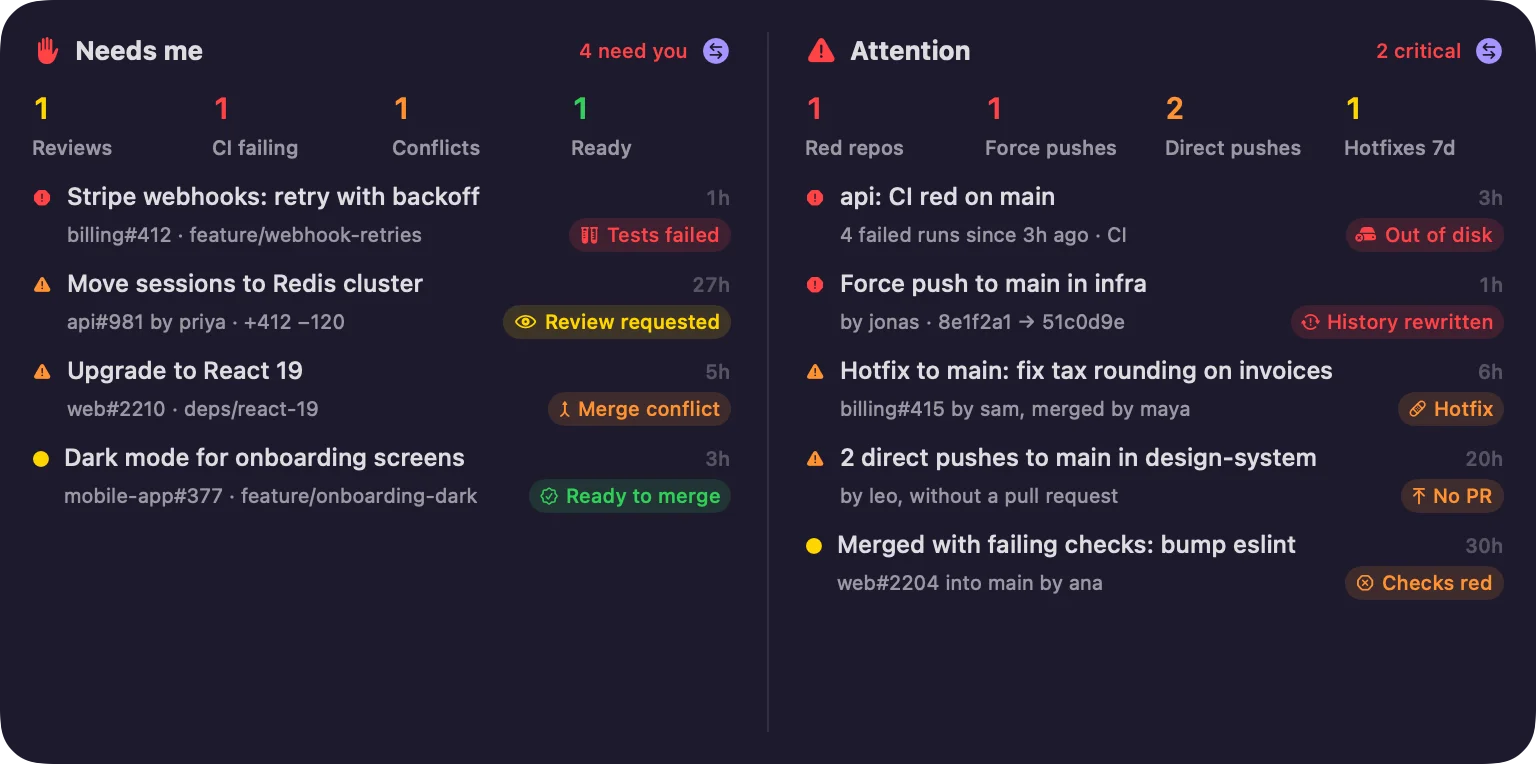 Needs me
4 need you
1
1
1
1
Reviews
CI failing
Conflicts
Ready
Stripe webhooks: retry with backoff
1h
billing#412 · feature/webhook-retries
Tests failed
Move sessions to Redis cluster
27h
api#981 by priya · +412 −120
Review requested
Upgrade to React 19
5h
web#2210 · deps/react-19
Merge conflict
Dark mode for onboarding screens
3h
mobile-app#377 · feature/onboarding-dark
Ready to merge
Attention
2 critical
1
1
2
1
Red repos
Force pushes
Direct pushes
Hotfixes 7d
api: CI red on main
3h
4 failed runs since 3h ago · CI
Out of disk
Force push to main in infra
1h
by jonas · 8e1f2a1 → 51c0d9e
History rewritten
Hotfix to main: fix tax rounding on invoices
6h
billing#415 by sam, merged by maya
Hotfix
2 direct pushes to main in design-system
20h
by leo, without a pull request
No PR
Merged with failing checks: bump eslint
30h
web#2204 into main by ana
Checks red